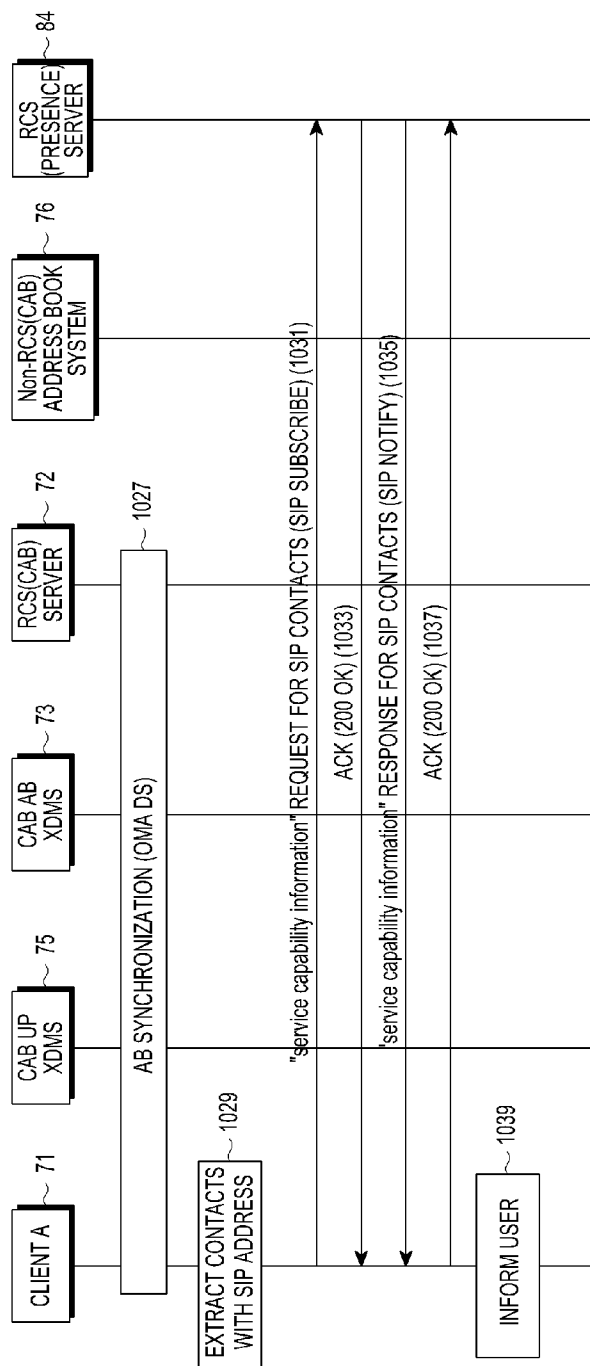 CLIENT A
71
CAB UP
XDMS
75
CAB AB
XDMS
73
RCS(CAB)
SERVER
72
Non-RCS(CAB)
ADDRESS BOOK
SYSTEM
76
RCS
(PRESENCE)
SERVER
84
AB SYNCHRONIZATION (OMA DS)
1027
EXTRACT CONTACTS
WITH SIP ADDRESS
1029
"service capability information" REQUEST FOR SIP CONTACTS (SIP SUBSCRIBE) (1031)
ACK (200 OK) (1033)
"service capability information" RESPONSE FOR SIP CONTACTS (SIP NOTIFY) (1035)
ACK (200 OK) (1037)
INFORM USER
1039